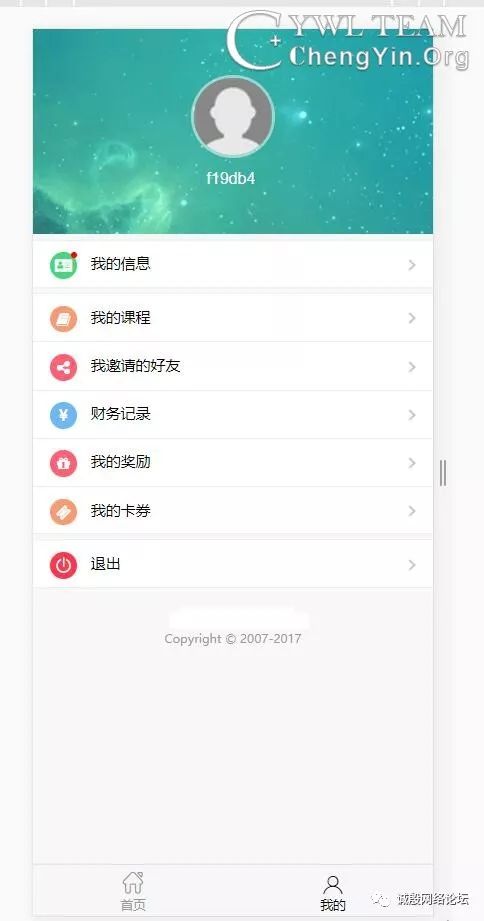 CYWL TEAM
ChengYin.Org
f19db4
我的信息
我的课程
我邀请的好友
¥
财务记录
我的奖励
我的卡券
退出
Copyright © 2007-2017
首页
我的
诚殷网络论坛